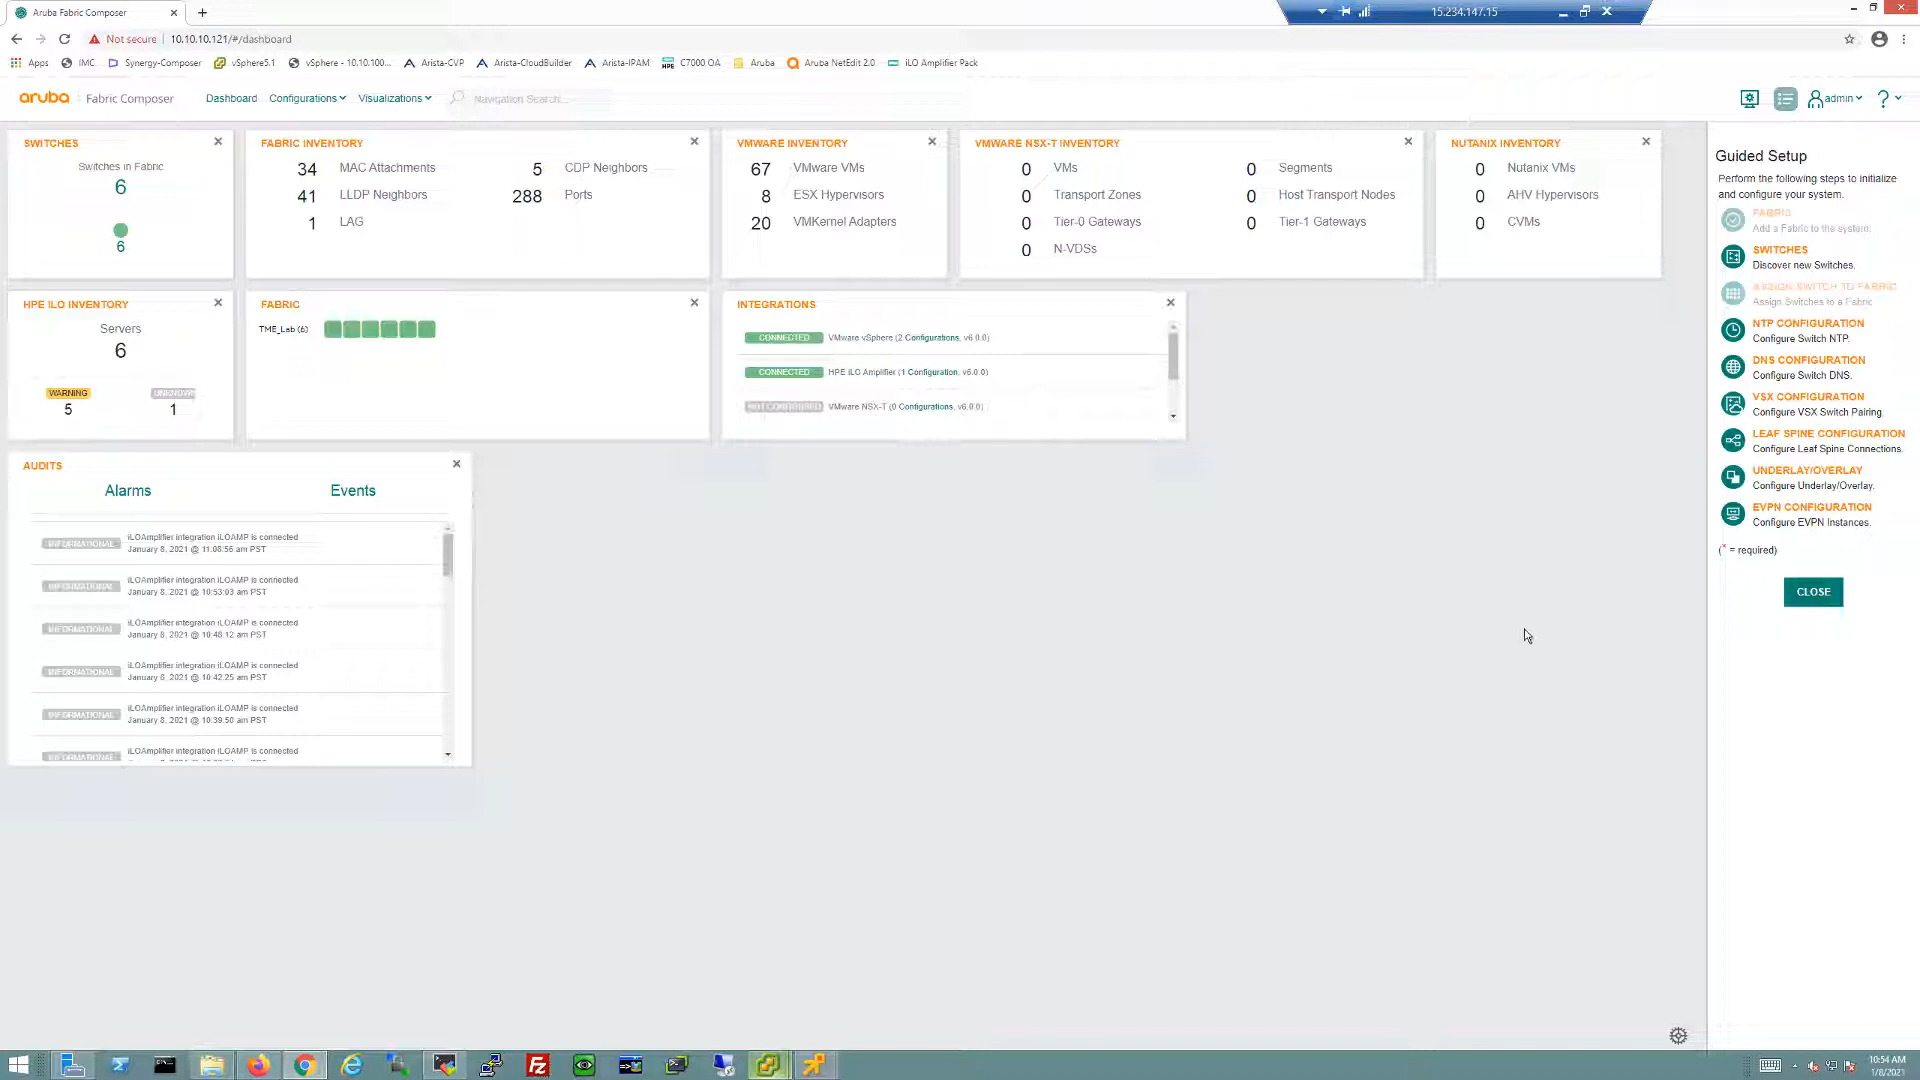 Aruba Fabric Composer
15.234.147.15
Not secure | 10.10.10.121/#/dashboard
Apps IMC Synergy-Composer vSphere5.1 vSphere - 10.10.100... Arista-CVP Arista-CloudBuilder Arista-IPAM HPE C7000 OA Aruba Aruba NetEdit 2.0 iLO Amplifier Pack
aruba Fabric Composer Dashboard Configurations Visualizations Navigation Search... admin ?
SWITCHES
Switches in Fabric
6
6
FABRIC INVENTORY
34 MAC Attachments 5 CDP Neighbors
41 LLDP Neighbors 288 Ports
1 LAG
VMWARE INVENTORY
67 VMware VMs
8 ESX Hypervisors
20 VMKernel Adapters
VMWARE NSX-T INVENTORY
0 VMs 0 Segments
0 Transport Zones 0 Host Transport Nodes
0 Tier-0 Gateways 0 Tier-1 Gateways
0 N-VDSs
NUTANIX INVENTORY
0 Nutanix VMs
0 AHV Hypervisors
0 CVMs
HPE ILO INVENTORY
Servers
6
WARNING UNKNOWN
5 1
FABRIC
TME_Lab (6)
INTEGRATIONS
CONNECTED VMware vSphere (2 Configurations, v6.0.0)
CONNECTED HPE iLO Amplifier (1 Configuration, v6.0.0)
NOT CONFIGURED VMware NSX-T (0 Configurations, v6.0.0)
AUDITS
Alarms Events
INFORMATIONAL iLOAmplifier integration iLOAMP is connected
January 8, 2021 @ 11:08:56 am PST
INFORMATIONAL iLOAmplifier integration iLOAMP is connected
January 8, 2021 @ 10:53:03 am PST
INFORMATIONAL iLOAmplifier integration iLOAMP is connected
January 8, 2021 @ 10:48:12 am PST
INFORMATIONAL iLOAmplifier integration iLOAMP is connected
January 8, 2021 @ 10:42:25 am PST
INFORMATIONAL iLOAmplifier integration iLOAMP is connected
January 8, 2021 @ 10:39:50 am PST
INFORMATIONAL iLOAmplifier integration iLOAMP is connected
Guided Setup
Perform the following steps to initialize
and configure your system.
FABRIC
Add a Fabric to the system.
SWITCHES
Discover new Switches.
ASSIGN SWITCH TO FABRIC
Assign Switches to a Fabric
NTP CONFIGURATION
Configure Switch NTP.
DNS CONFIGURATION
Configure Switch DNS.
VSX CONFIGURATION
Configure VSX Switch Pairing.
LEAF SPINE CONFIGURATION
Configure Leaf Spine Connections.
UNDERLAY/OVERLAY
Configure Underlay/Overlay.
EVPN CONFIGURATION
Configure EVPN Instances.
(* = required)
CLOSE
10:54 AM
1/8/2021